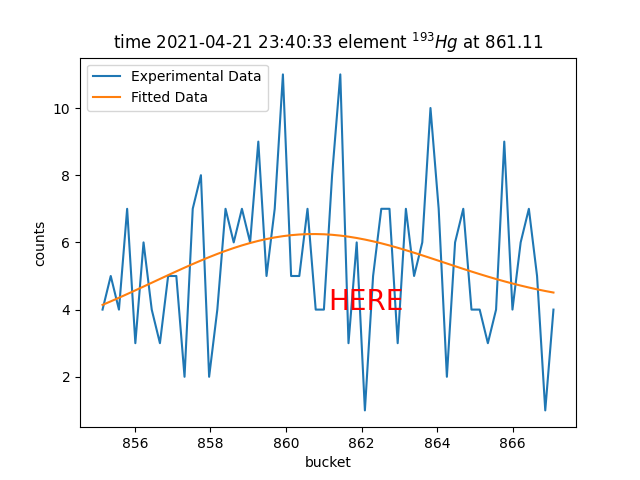 time 2021-04-21 23:40:33 element ¹⁹³Hg at 861.11
Experimental Data
Fitted Data
10
8
6
4
2
counts
HERE
856 858 860 862 864 866
bucket